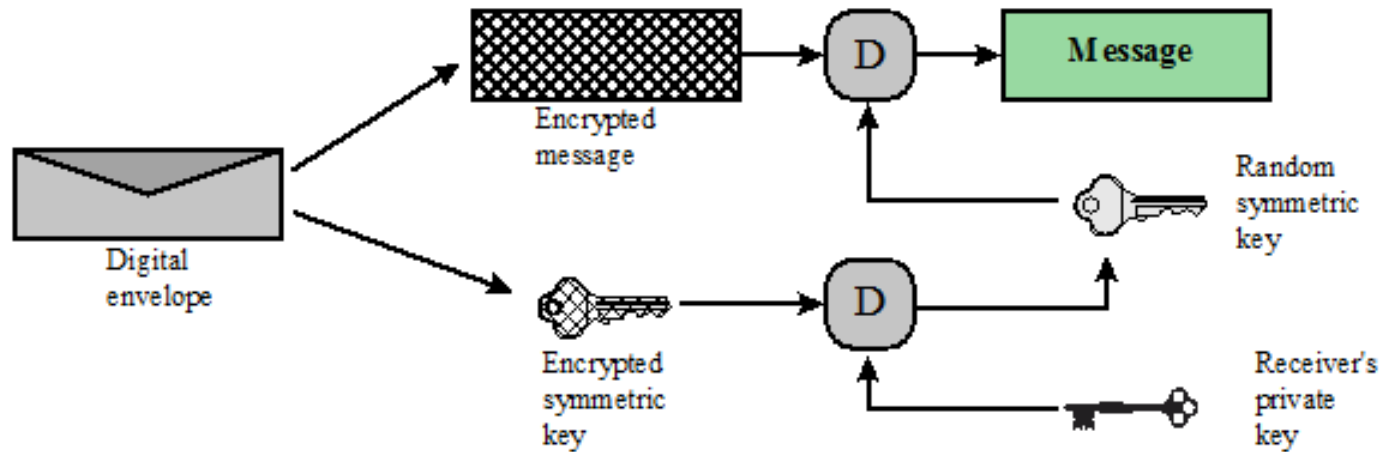 D
Message
Encrypted
message
Random
symmetric
key
Digital
envelope
D
Encrypted
symmetric
key
Receiver's
private
key